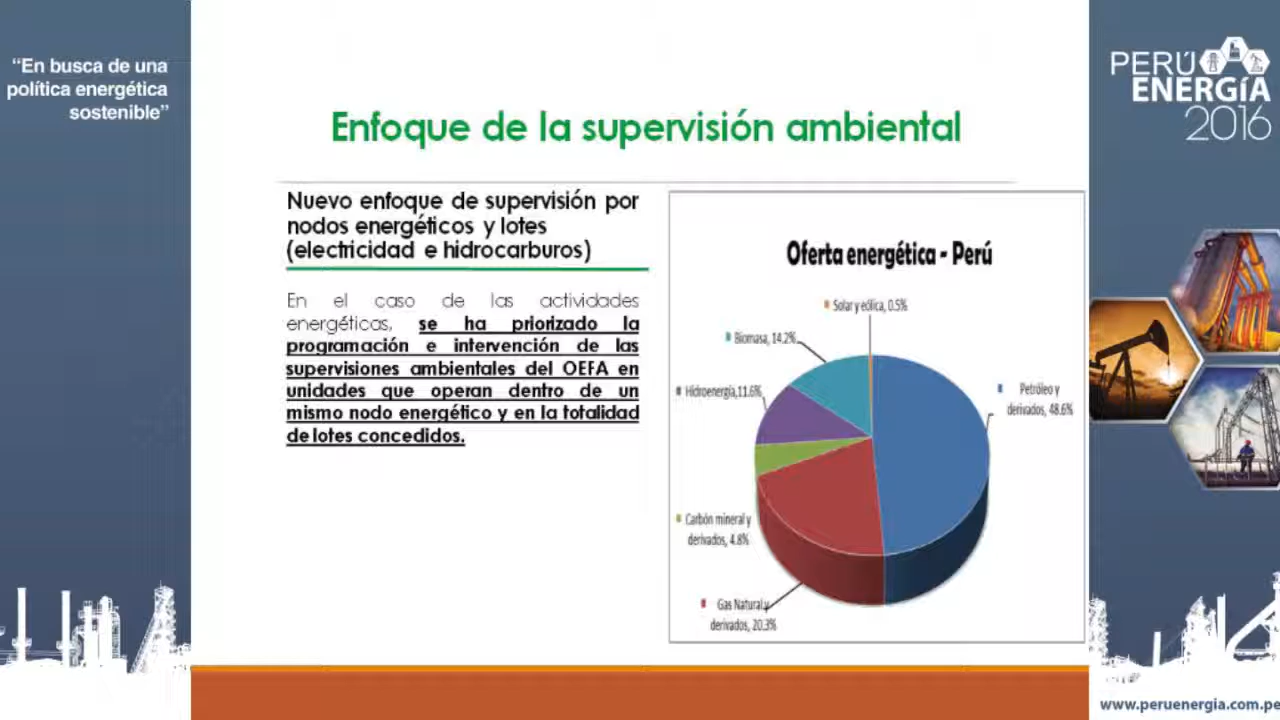 “En busca de una
política energética
sostenible”
PERÚ
ENERGÍA
2016
Enfoque de la supervisión ambiental
Nuevo enfoque de supervisión por
nodos energéticos y lotes
(electricidad e hidrocarburos)
En el caso de las actividades
energéticas, se ha priorizado la
programación e intervención de las
supervisiones ambientales del OEFA en
unidades que operan dentro de un
mismo nodo energético y en la totalidad
de lotes concedidos.
Oferta energética - Perú
Solar y eólica, 0.5%
Biomasa, 14.2%
Hidroenergía,11.6%
Petróleo y
derivados, 48.6%
Carbón mineral y
derivados, 4.8%
Gas Natural y
derivados, 20.3%
www.peruenergia.com.pe